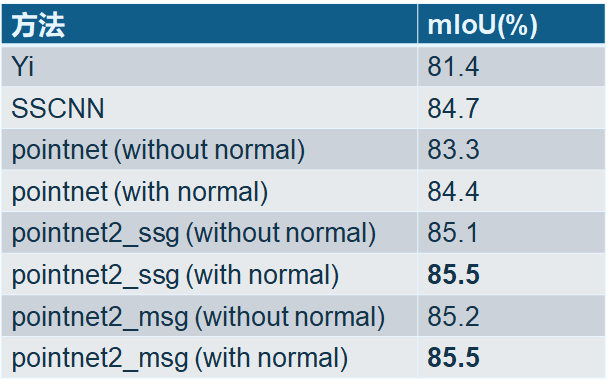 方法 mIoU(%)
Yi 81.4
SSCNN 84.7
pointnet (without normal) 83.3
pointnet (with normal) 84.4
pointnet2_ssg (without normal) 85.1
pointnet2_ssg (with normal) 85.5
pointnet2_msg (without normal) 85.2
pointnet2_msg (with normal) 85.5